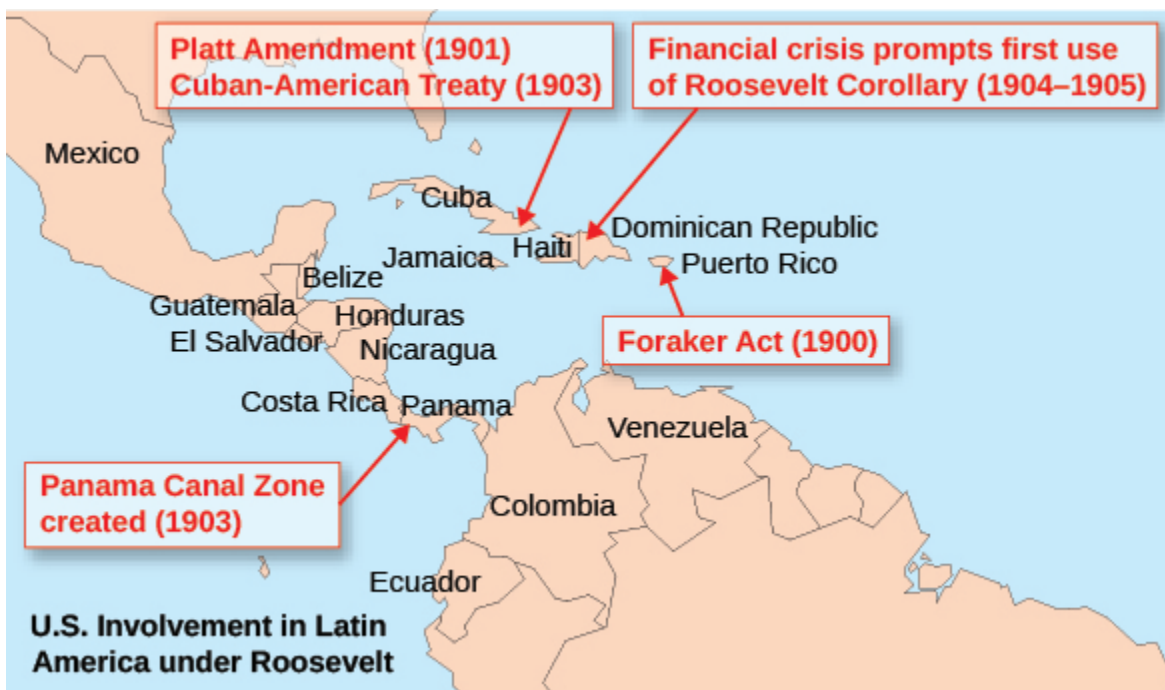 Platt Amendment (1901)
Cuban-American Treaty (1903)
Financial crisis prompts first use
of Roosevelt Corollary (1904–1905)
Mexico
Cuba
Dominican Republic
Haiti
Jamaica
Puerto Rico
Belize
Guatemala
Honduras
El Salvador
Nicaragua
Foraker Act (1900)
Costa Rica
Panama
Venezuela
Panama Canal Zone
created (1903)
Colombia
Ecuador
U.S. Involvement in Latin
America under Roosevelt